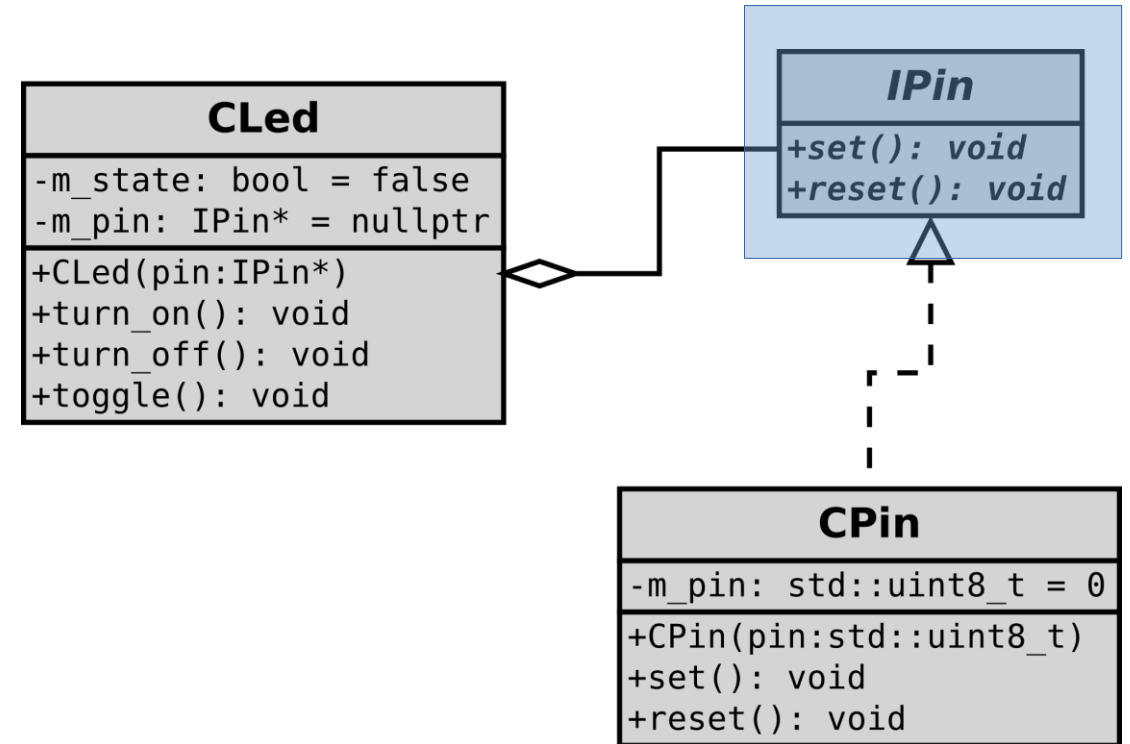 CLed
-m_state: bool = false
-m_pin: IPin* = nullptr
+CLed(pin:IPin*)
+turn_on(): void
+turn_off(): void
+toggle(): void
IPin
+set(): void
+reset(): void
CPin
-m_pin: std::uint8_t = 0
+CPin(pin:std::uint8_t)
+set(): void
+reset(): void